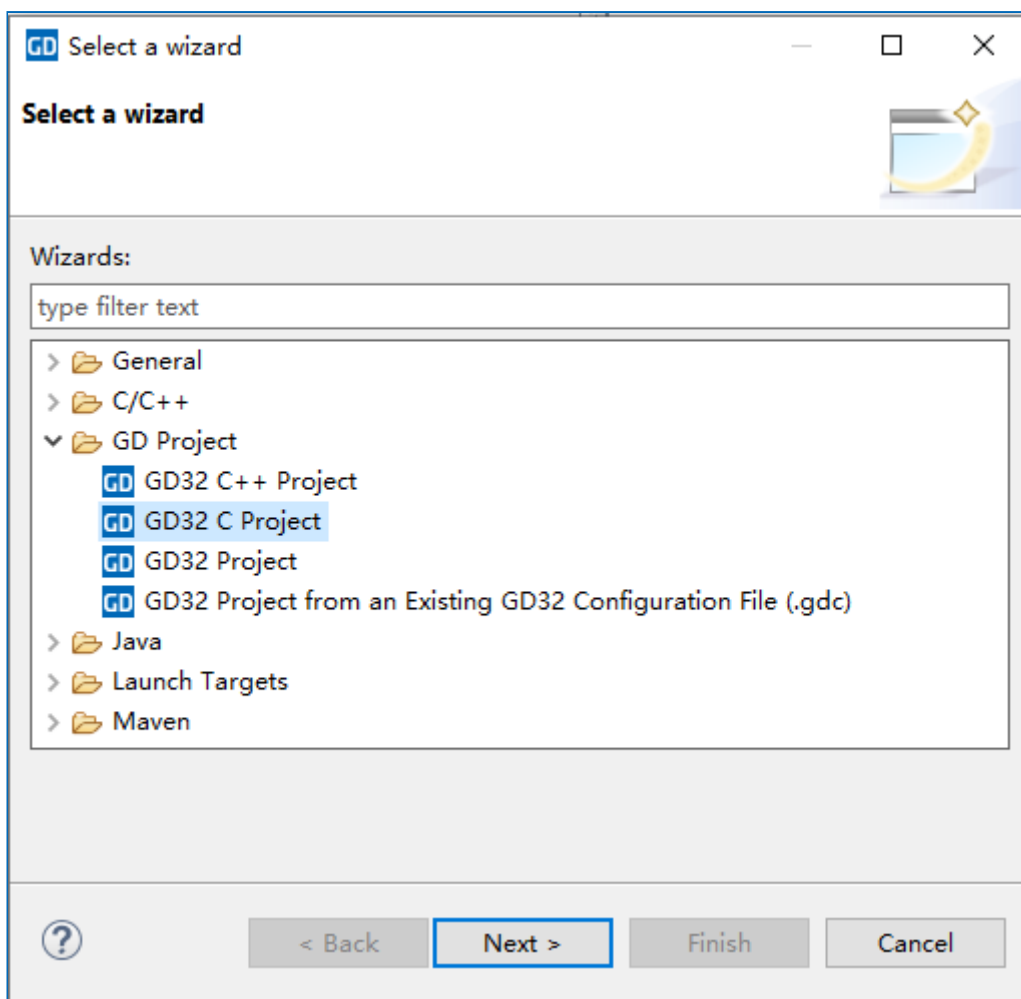 GD Select a wizard
Select a wizard
Wizards:
type filter text
General
C/C++
GD Project
GD GD32 C++ Project
GD GD32 C Project
GD GD32 Project
GD GD32 Project from an Existing GD32 Configuration File (.gdc)
Java
Launch Targets
Maven
? < Back Next > Finish Cancel